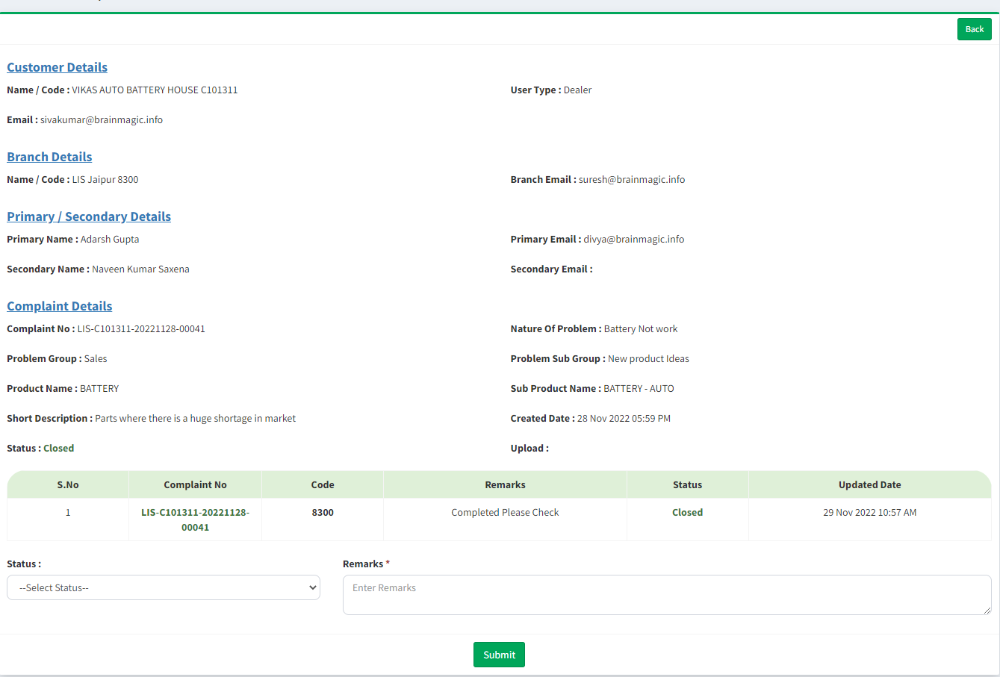 Back
Customer Details
Name / Code : VIKAS AUTO BATTERY HOUSE C101311
User Type : Dealer
Email : sivakumar@brainmagic.info
Branch Details
Name / Code : LIS Jaipur 8300
Branch Email : suresh@brainmagic.info
Primary / Secondary Details
Primary Name : Adarsh Gupta
Primary Email : divya@brainmagic.info
Secondary Name : Naveen Kumar Saxena
Secondary Email :
Complaint Details
Complaint No : LIS-C101311-20221128-00041
Nature Of Problem : Battery Not work
Problem Group : Sales
Problem Sub Group : New product Ideas
Product Name : BATTERY
Sub Product Name : BATTERY - AUTO
Short Description : Parts where there is a huge shortage in market
Created Date : 28 Nov 2022 05:59 PM
Status : Closed
Upload :
S.No Complaint No Code Remarks Status Updated Date
1 LIS-C101311-20221128- 8300 Completed Please Check Closed 29 Nov 2022 10:57 AM
00041
Status :
Remarks *
--Select Status--
Enter Remarks
Submit